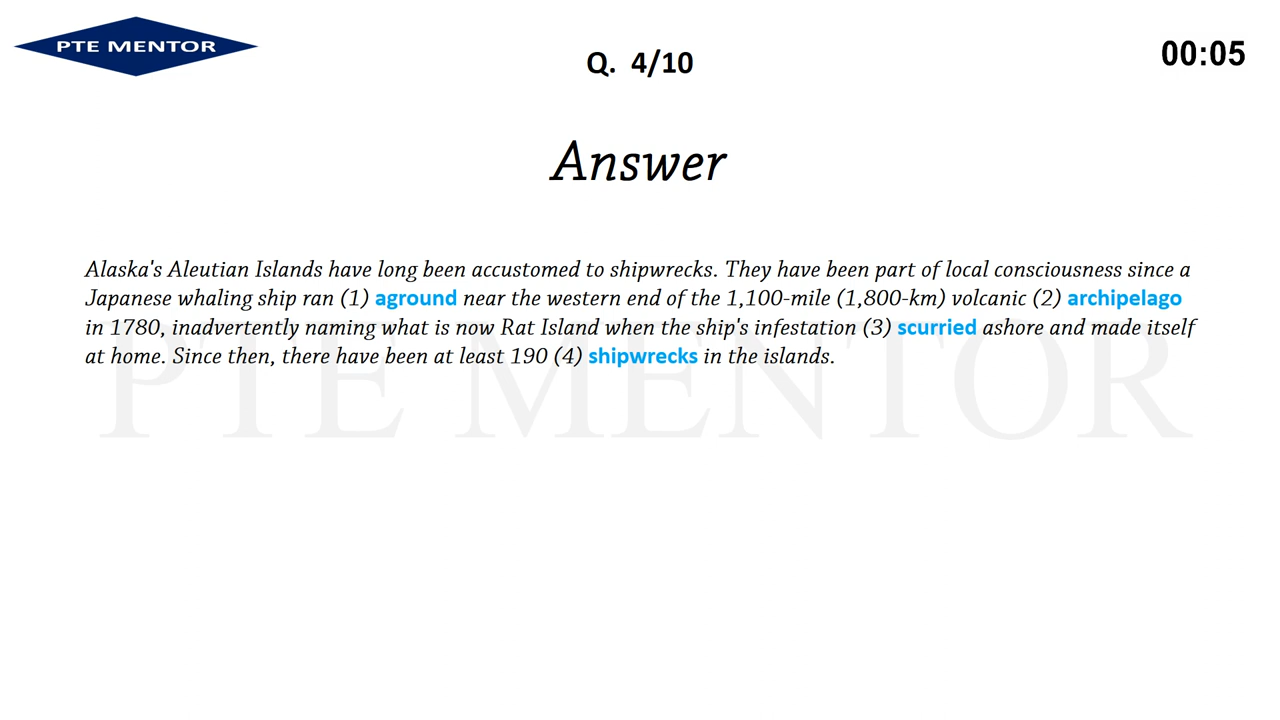 PTE MENTOR
Q. 4/10
00:05
Answer
Alaska's Aleutian Islands have long been accustomed to shipwrecks. They have been part of local consciousness since a
Japanese whaling ship ran (1) aground near the western end of the 1,100-mile (1,800-km) volcanic (2) archipelago
in 1780, inadvertently naming what is now Rat Island when the ship's infestation (3) scurried ashore and made itself
at home. Since then, there have been at least 190 (4) shipwrecks in the islands.
PTE MENTOR